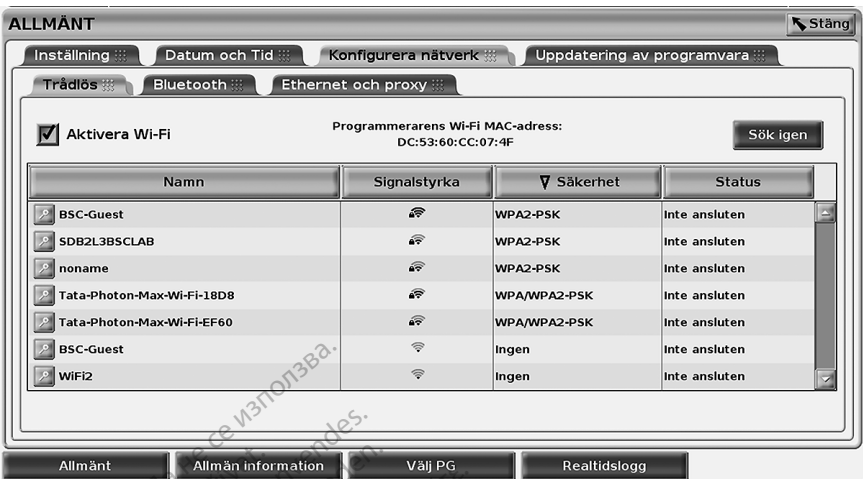 ALLMÄNT
Stäng
Inställning
Datum och Tid
Konfigurera nätverk
Uppdatering av programvara
Trådlös
Bluetooth
Ethernet och proxy
Aktivera Wi-Fi
Programmerarens Wi-Fi MAC-adress:
DC:53:60:CC:07:4F
Sök igen
Namn Signalstyrka Säkerhet Status
BSC-Guest WPA2-PSK Inte ansluten
SDB2L3BSCLAB WPA2-PSK Inte ansluten
noname WPA2-PSK Inte ansluten
Tata-Photon-Max-Wi-Fi-18D8 WPA/WPA2-PSK Inte ansluten
Tata-Photon-Max-Wi-Fi-EF60 WPA/WPA2-PSK Inte ansluten
BSC-Guest Ingen Inte ansluten
WiFi2 Ingen Inte ansluten
не се използва.
Allmänt
Allmän information
Välj PG
Realtidslogg